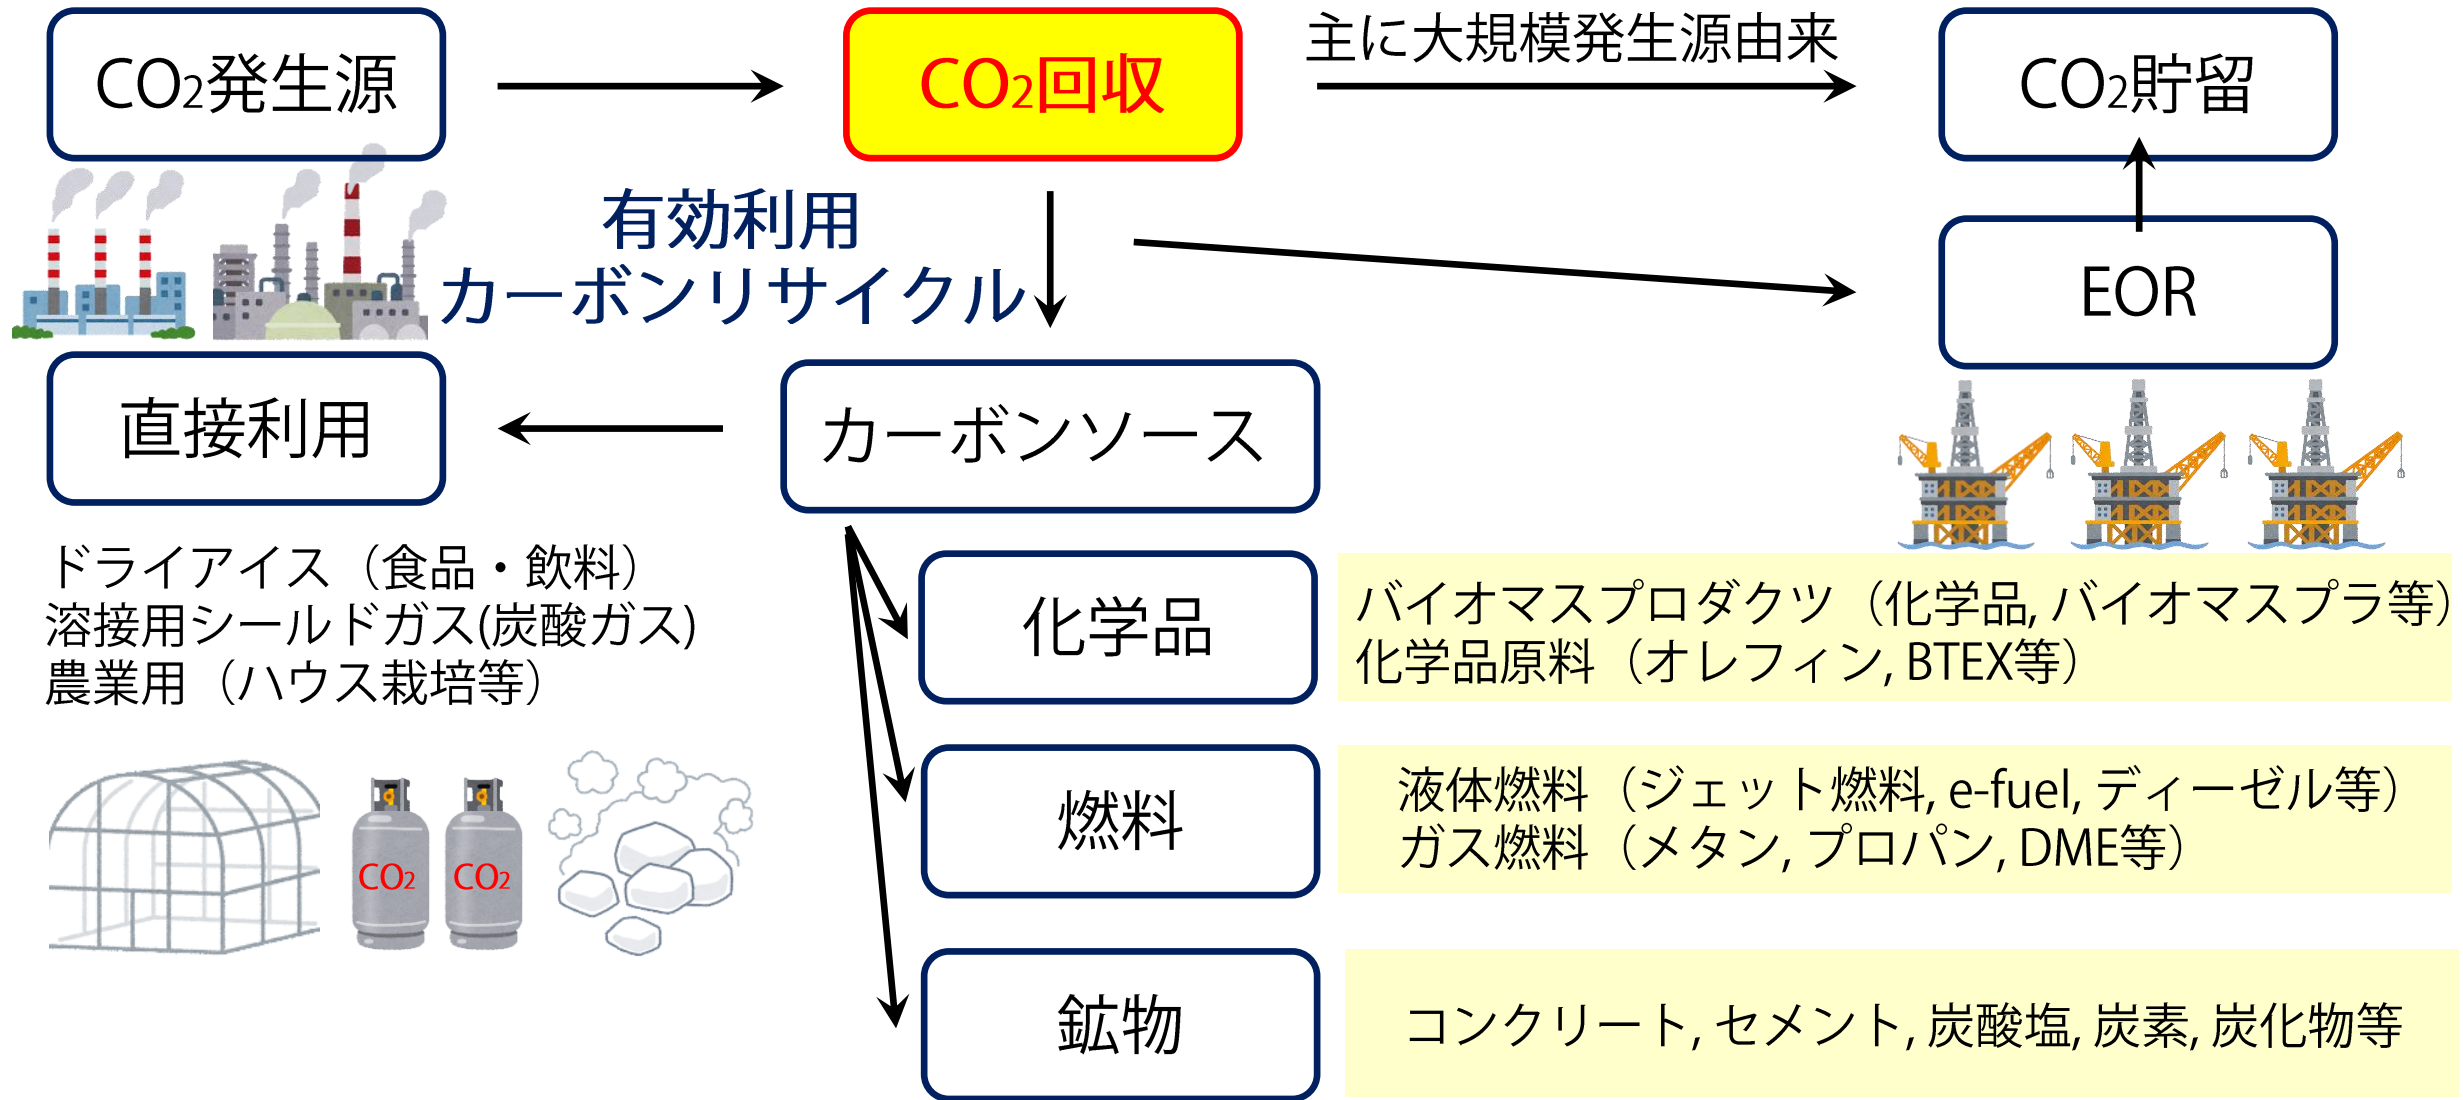 CO2発生源
CO2回収
主に大規模発生源由来
CO2貯留
有効利用
カーボンリサイクル
EOR
直接利用
カーボンソース
ドライアイス（食品・飲料）
溶接用シールドガス(炭酸ガス)
農業用（ハウス栽培等）
CO2
CO2
化学品
バイオマスプロダクツ（化学品, バイオマスプラ等）
化学品原料（オレフィン, BTEX等）
燃料
液体燃料（ジェット燃料, e-fuel, ディーゼル等）
ガス燃料（メタン, プロパン, DME等）
鉱物
コンクリート, セメント, 炭酸塩, 炭素, 炭化物等